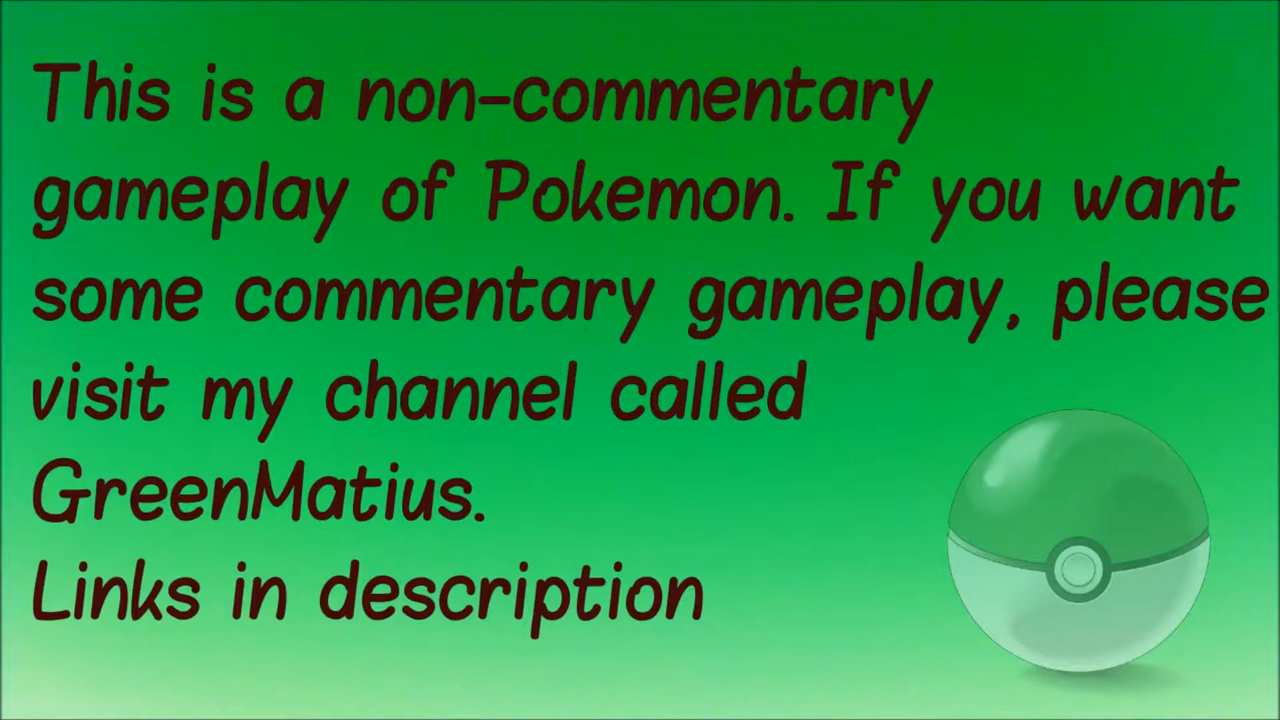 This is a non-commentary
gameplay of Pokemon. If you want
some commentary gameplay, please
visit my channel called
GreenMatius.
Links in description